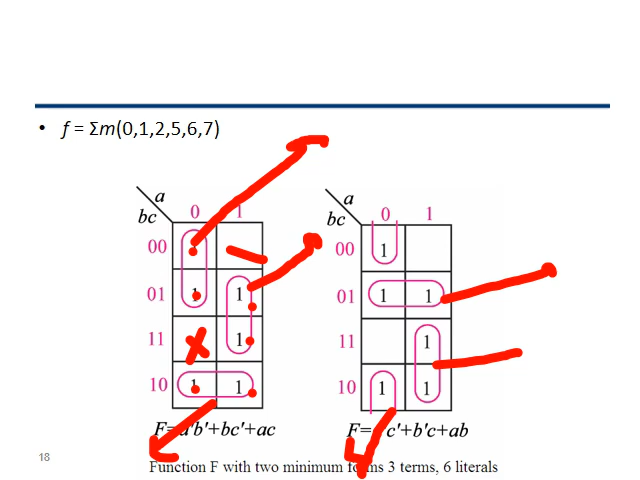 • f = Σm(0,1,2,5,6,7)
a
bc
0 1
00
01 1
11 1
10 1 1
F= a'b'+bc'+ac
a
bc
0 1
00 1
01 1 1
11 1
10 1 1
F= c'+b'c+ab
Function F with two minimum forms 3 terms, 6 literals
18